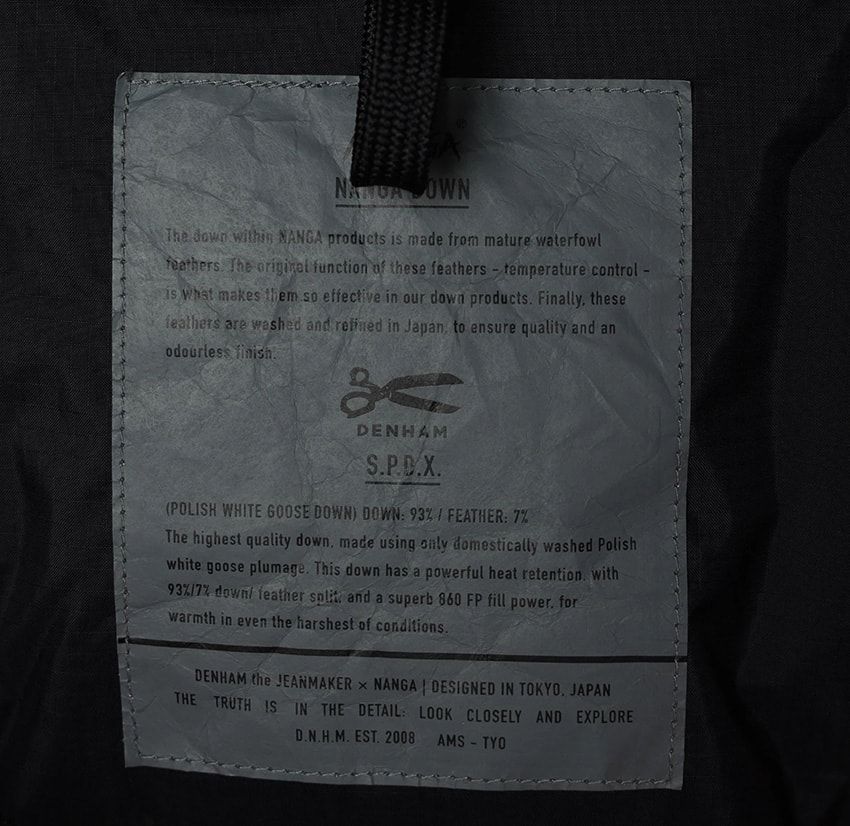 NANGA DOWN
The down within NANGA products is made from mature waterfowl
feathers. The original function of these feathers - temperature control -
is what makes them so effective in our down products. Finally, these
feathers are washed and refined in Japan, to ensure quality and an
odourless finish.
DENHAM
S.P.D.X.
(POLISH WHITE GOOSE DOWN) DOWN: 93% / FEATHER: 7%
The highest quality down, made using only domestically washed Polish
white goose plumage. This down has a powerful heat retention, with
93%/7% down/ feather split, and a superb 860 FP fill power, for
warmth in even the harshest of conditions.
DENHAM the JEANMAKER × NANGA | DESIGNED IN TOKYO, JAPAN
THE TRUTH IS IN THE DETAIL: LOOK CLOSELY AND EXPLORE
D.N.H.M. EST. 2008 AMS - TYO